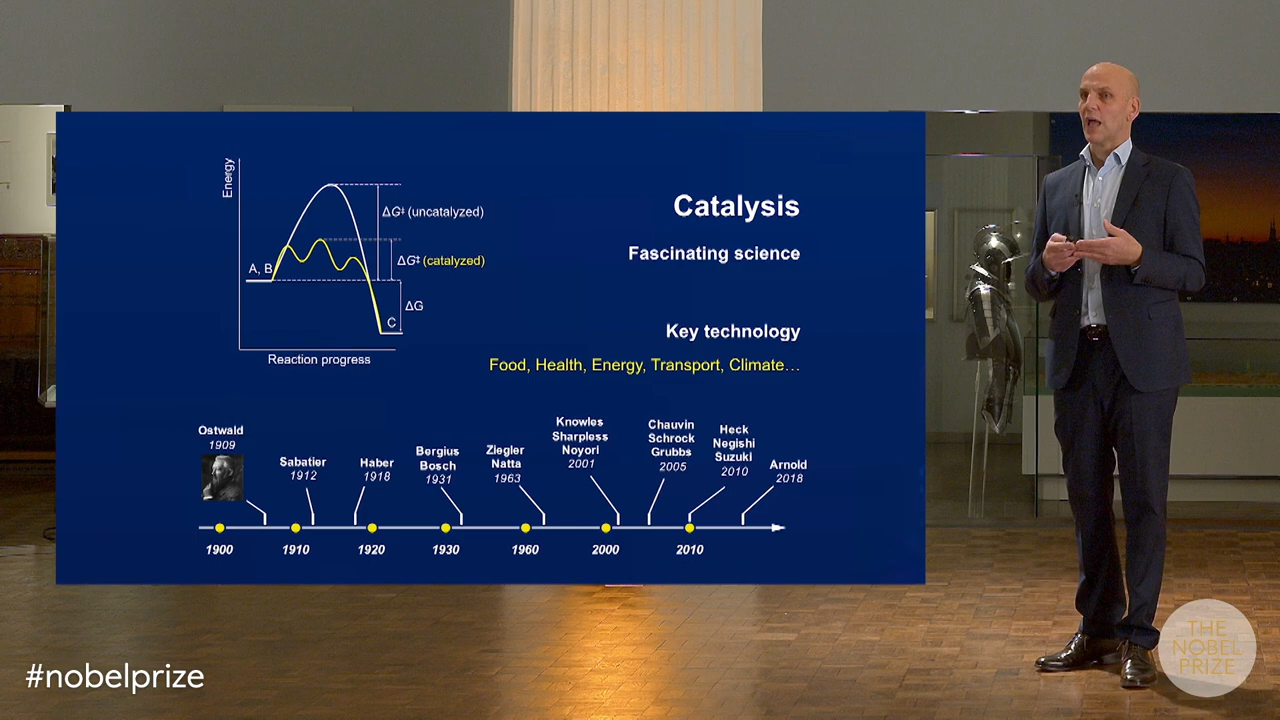 Energy
ΔG‡ (uncatalyzed)
ΔG‡ (catalyzed)
A, B
ΔG
C
Reaction progress
Catalysis
Fascinating science
Key technology
Food, Health, Energy, Transport, Climate…
Ostwald
1909
Sabatier
1912
Haber
1918
Bergius
Bosch
1931
Ziegler
Natta
1963
Knowles
Sharpless
Noyori
2001
Chauvin
Schrock
Grubbs
2005
Heck
Negishi
Suzuki
2010
Arnold
2018
1900
1910
1920
1930
1960
2000
2010
#nobelprize
THE
NOBEL
PRIZE